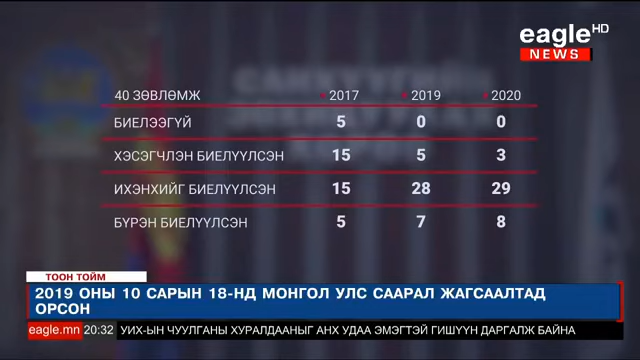 eagle HD
NEWS
40 ЗӨВЛӨМЖ 2017 2019 2020
БИЕЛЭЭГҮЙ 5 0 0
ХЭСЭГЧЛЭН БИЕЛҮҮЛСЭН 15 5 3
ИХЭНХИЙГ БИЕЛҮҮЛСЭН 15 28 29
БҮРЭН БИЕЛҮҮЛСЭН 5 7 8
ТООН ТОЙМ
2019 ОНЫ 10 САРЫН 18-НД МОНГОЛ УЛС СААРАЛ ЖАГСААЛТАД
ОРСОН
eagle.mn 20:32 УИХ-ЫН ЧУУЛГАНЫ ХУРАЛДААНЫГ АНХ УДАА ЭМЭГТЭЙ ГИШҮҮН ДАРГАЛЖ БАЙНА